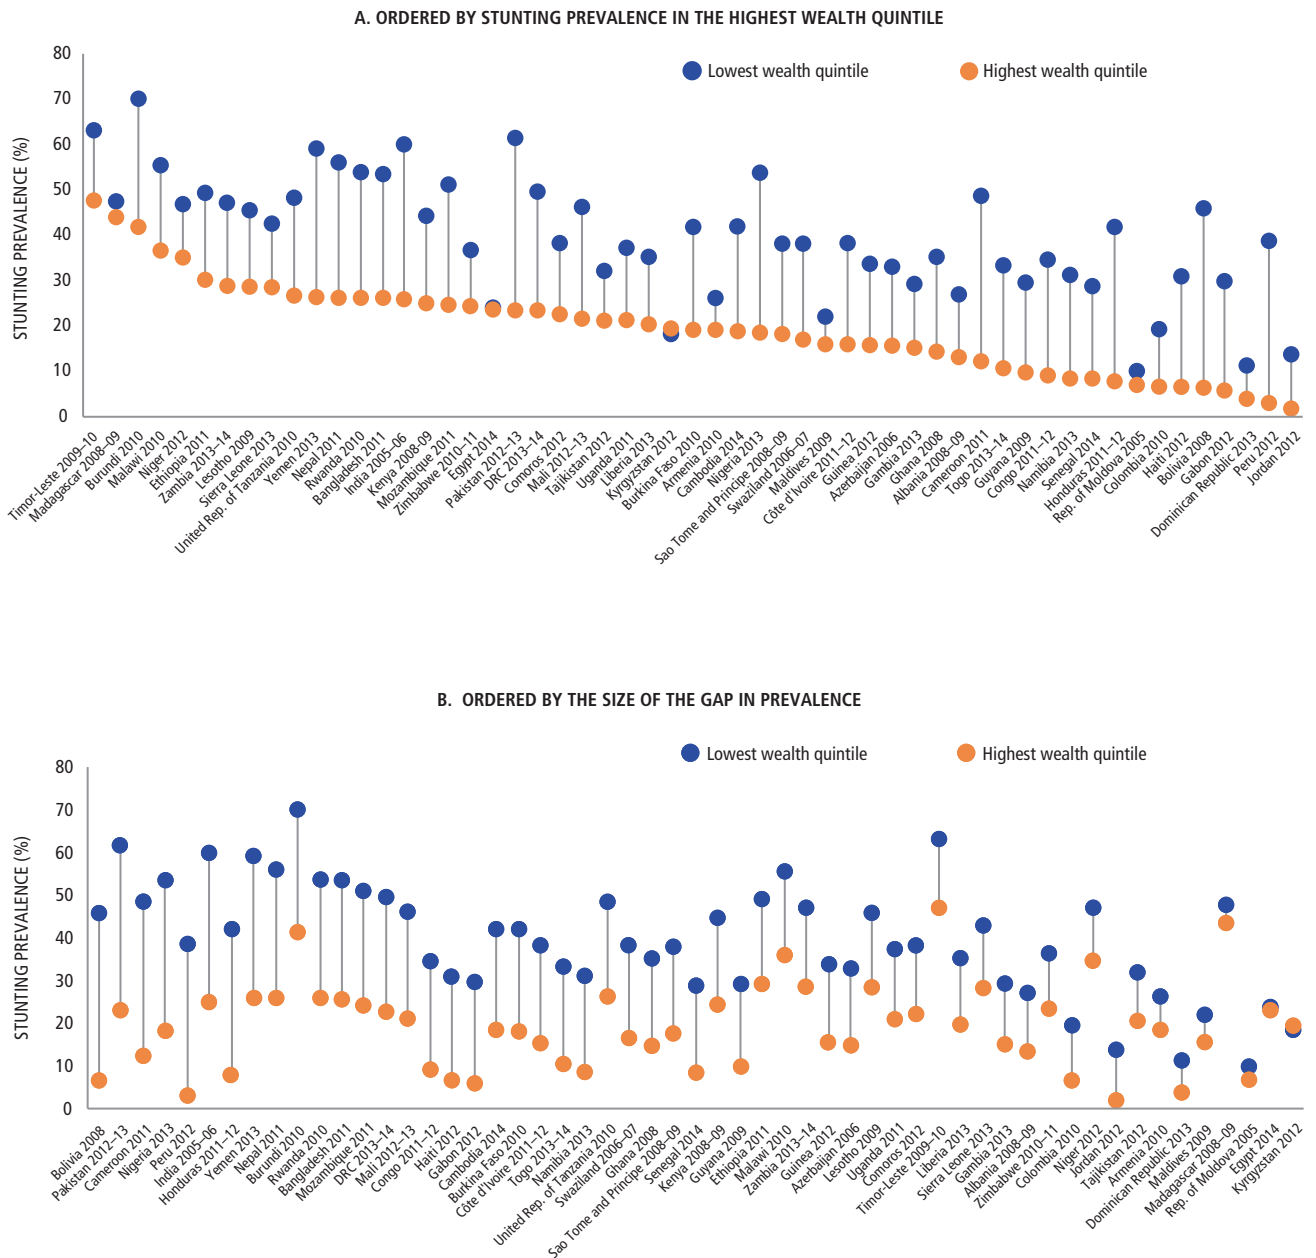 A. ORDERED BY STUNTING PREVALENCE IN THE HIGHEST WEALTH QUINTILE
80
70
60
50
40
30
20
10
0
STUNTING PREVALENCE (%)
Lowest wealth quintile
Highest wealth quintile
Timor-Leste 2009–10
Madagascar 2008–09
Burundi 2010
Malawi 2010
Niger 2012
Ethiopia 2011
Zambia 2013–14
Lesotho 2009
Sierra Leone 2013
United Rep. of Tanzania 2010
Yemen 2013
Nepal 2011
Rwanda 2010
Bangladesh 2011
India 2005–06
Kenya 2008-09
Mozambique 2011
Zimbabwe 2010–11
Egypt 2014
Pakistan 2012–13
DRC 2013–14
Comoros 2012
Mali 2012–13
Tajikistan 2012
Uganda 2011
Liberia 2013
Kyrgyzstan 2012
Burkina Faso 2010
Armenia 2010
Cambodia 2014
Nigeria 2013
Sao Tome and Principe 2008–09
Swaziland 2006–07
Maldives 2009
Côte d'Ivoire 2011–12
Guinea 2012
Azerbaijan 2006
Gambia 2013
Ghana 2008
Albania 2008–09
Cameroon 2011
Togo 2013–14
Guyana 2009
Congo 2011–12
Namibia 2013
Senegal 2014
Honduras 2011–12
Rep. of Moldova 2005
Colombia 2010
Haiti 2012
Bolivia 2008
Gabon 2012
Dominican Republic 2013
Peru 2012
Jordan 2012
B. ORDERED BY THE SIZE OF THE GAP IN PREVALENCE
80
70
60
50
40
30
20
10
0
STUNTING PREVALENCE (%)
Lowest wealth quintile
Highest wealth quintile
Bolivia 2008
Pakistan 2012–13
Cameroon 2011
Nigeria 2013
Peru 2012
India 2005–06
Honduras 2011–12
Yemen 2013
Nepal 2011
Burundi 2010
Rwanda 2010
Bangladesh 2011
Mozambique 2011
DRC 2013–14
Mali 2012–13
Congo 2011–12
Haiti 2012
Gabon 2012
Cambodia 2014
Burkina Faso 2010
Côte d'Ivoire 2011–12
Togo 2013–14
Namibia 2013
United Rep. of Tanzania 2010
Swaziland 2006–07
Ghana 2008
Sao Tome and Principe 2008–09
Senegal 2014
Kenya 2008–09
Guyana 2009
Ethiopia 2011
Malawi 2010
Zambia 2013–14
Guinea 2012
Azerbaijan 2006
Lesotho 2009
Uganda 2011
Comoros 2012
Timor-Leste 2009–10
Liberia 2013
Sierra Leone 2013
Gambia 2013
Albania 2008–09
Zimbabwe 2010–11
Colombia 2010
Niger 2012
Jordan 2012
Tajikistan 2012
Armenia 2010
Dominican Republic 2013
Maldives 2009
Madagascar 2008–09
Rep. of Moldova 2005
Egypt 2014
Kyrgyzstan 2012